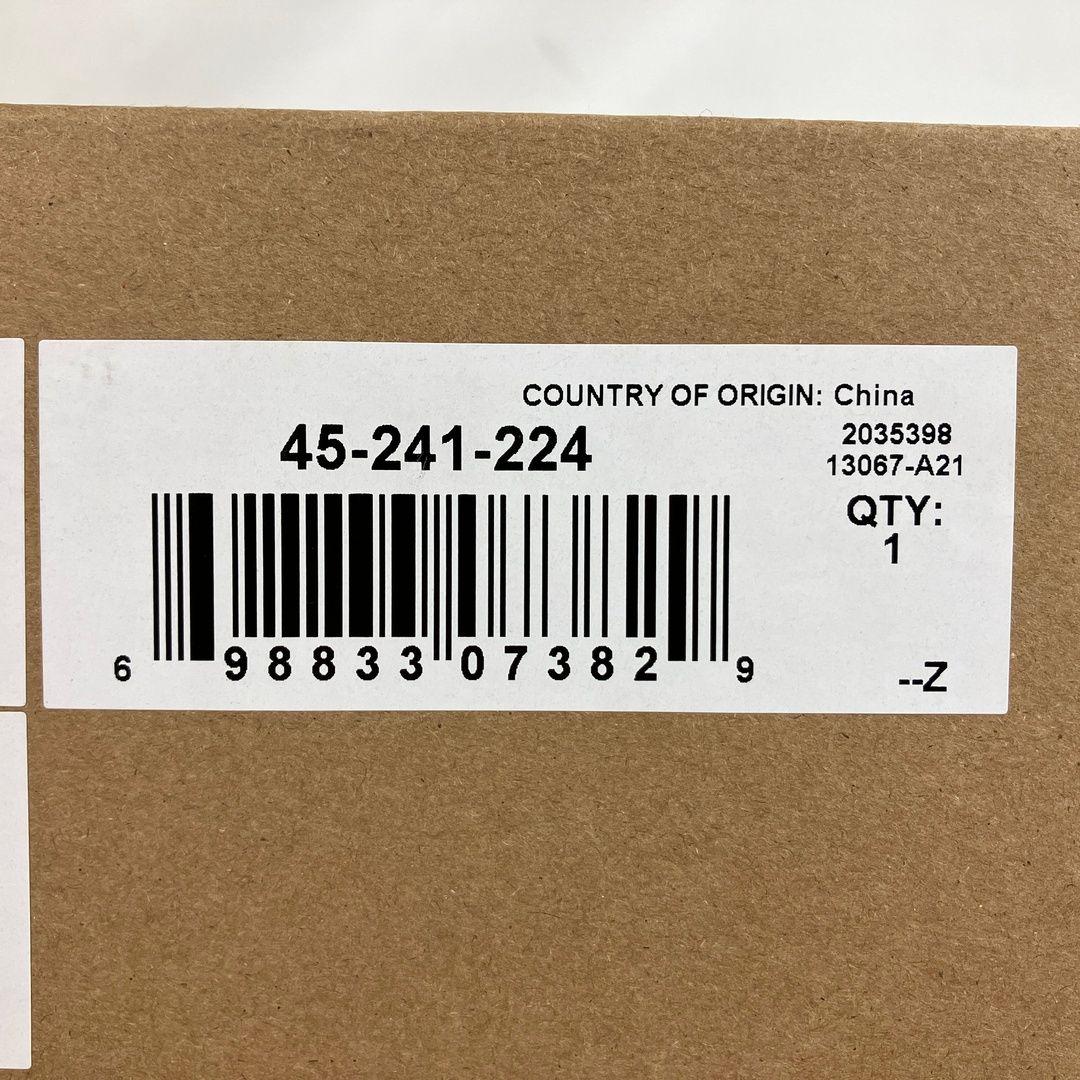 COUNTRY OF ORIGIN: China
45-241-224
2035398
13067-A21
QTY:
1
6 98833 07382 9
--Z